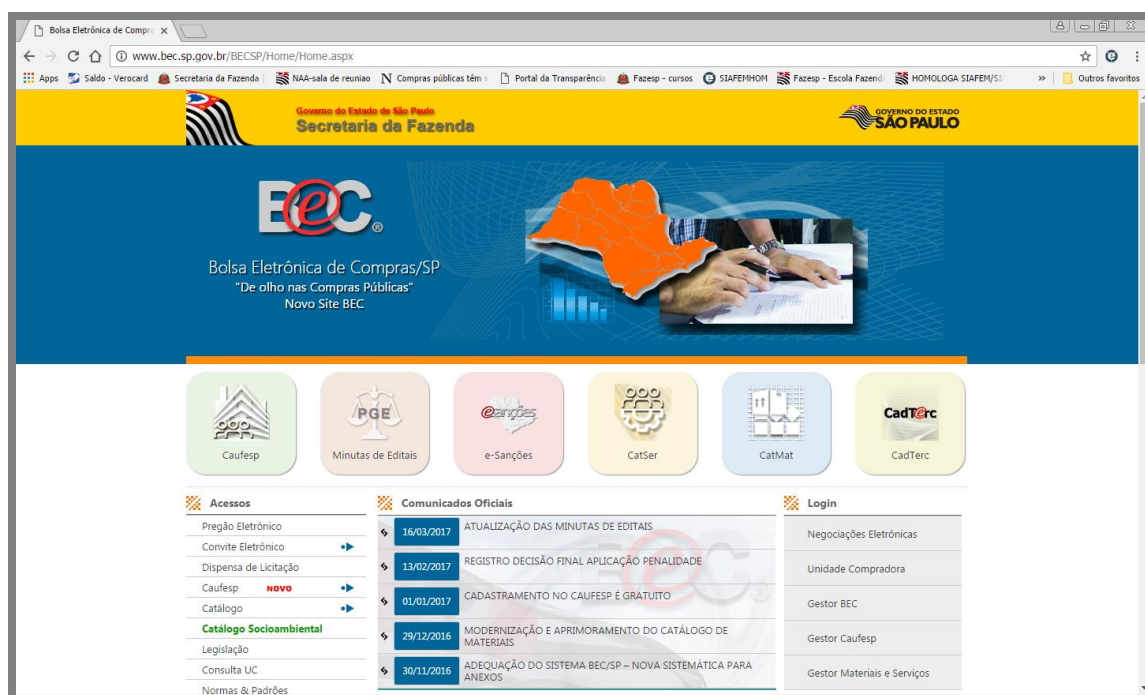 Bolsa Eletrônica de Compr
www.bec.sp.gov.br/BECSP/Home/Home.aspx
Apps Saldo - Verocard Secretaria da Fazenda NAA-sala de reuniao Compras públicas têm Portal da Transparência Fazesp - cursos SIAFEMHOM Fazesp - Escola Fazend HOMOLOGA SIAFEM/SI » Outros favoritos
Governo do Estado de São Paulo
Secretaria da Fazenda
GOVERNO DO ESTADO
SÃO PAULO
BeC®
Bolsa Eletrônica de Compras/SP
"De olho nas Compras Públicas"
Novo Site BEC
PGE
esanções
CadTerc
Caufesp
Minutas de Editais
e-Sanções
CatSer
CatMat
CadTerc
Acessos
Pregão Eletrônico
Convite Eletrônico
Dispensa de Licitação
Caufesp NOVO
Catálogo
Catálogo Socioambiental
Legislação
Consulta UC
Normas & Padrões
Comunicados Oficiais
16/03/2017 ATUALIZAÇÃO DAS MINUTAS DE EDITAIS
13/02/2017 REGISTRO DECISÃO FINAL APLICAÇÃO PENALIDADE
01/01/2017 CADASTRAMENTO NO CAUFESP É GRATUITO
29/12/2016 MODERNIZAÇÃO E APRIMORAMENTO DO CATÁLOGO DE
MATERIAIS
30/11/2016 ADEQUAÇÃO DO SISTEMA BEC/SP – NOVA SISTEMÁTICA PARA
ANEXOS
Login
Negociações Eletrônicas
Unidade Compradora
Gestor BEC
Gestor Caufesp
Gestor Materiais e Serviços